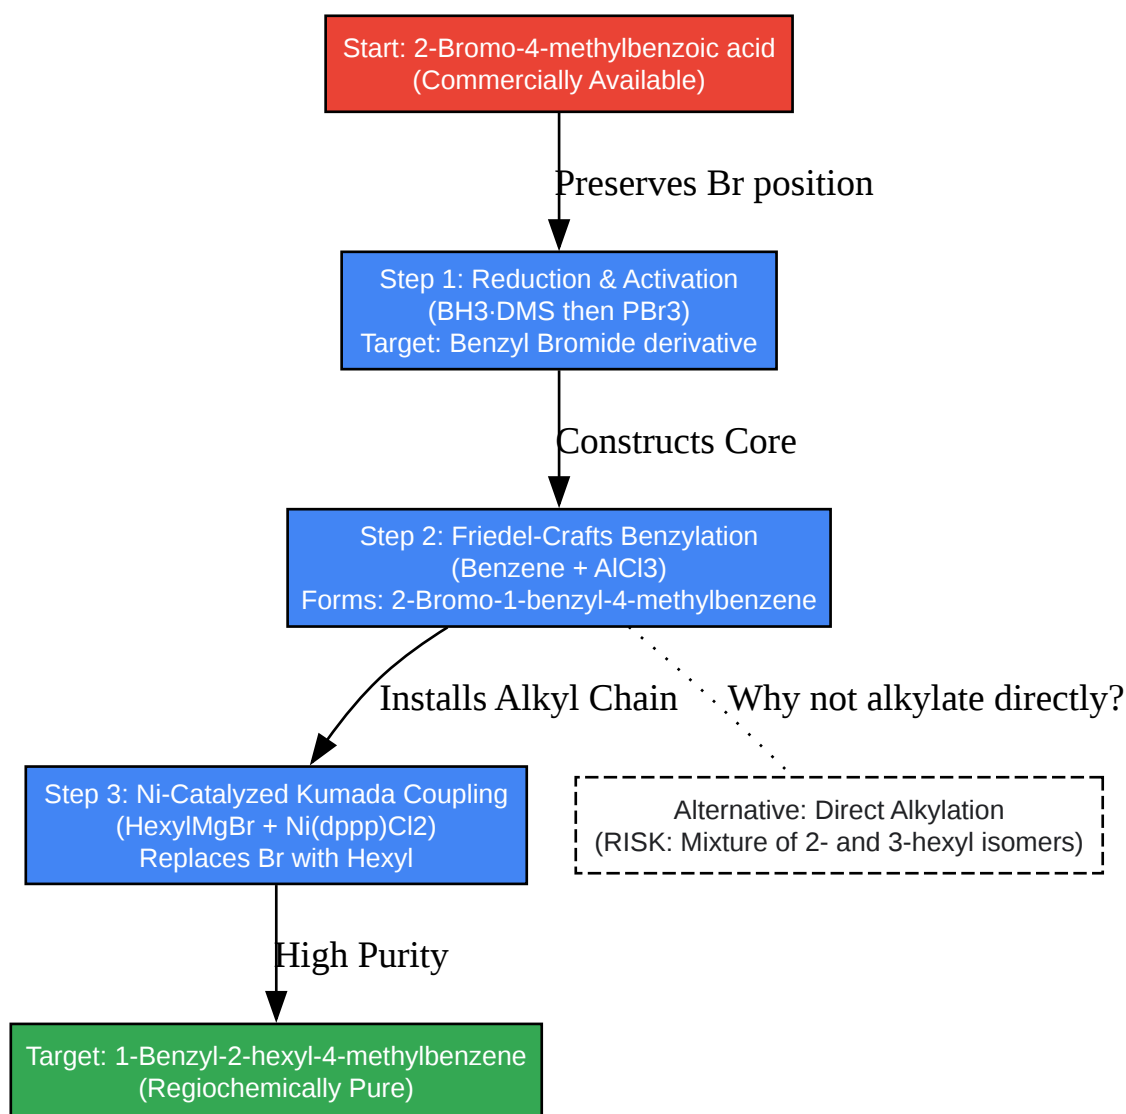 Start: 2-Bromo-4-methylbenzoic acid
(Commercially Available)
Preserves Br position
Step 1: Reduction & Activation
(BH3·DMS then PBr3)
Target: Benzyl Bromide derivative
Constructs Core
Step 2: Friedel-Crafts Benzylation
(Benzene + AlCl3)
Forms: 2-Bromo-1-benzyl-4-methylbenzene
Installs Alkyl Chain
Why not alkylate directly?
Step 3: Ni-Catalyzed Kumada Coupling
(HexylMgBr + Ni(dppp)Cl2)
Replaces Br with Hexyl
Alternative: Direct Alkylation
(RISK: Mixture of 2- and 3-hexyl isomers)
High Purity
Target: 1-Benzyl-2-hexyl-4-methylbenzene
(Regiochemically Pure)